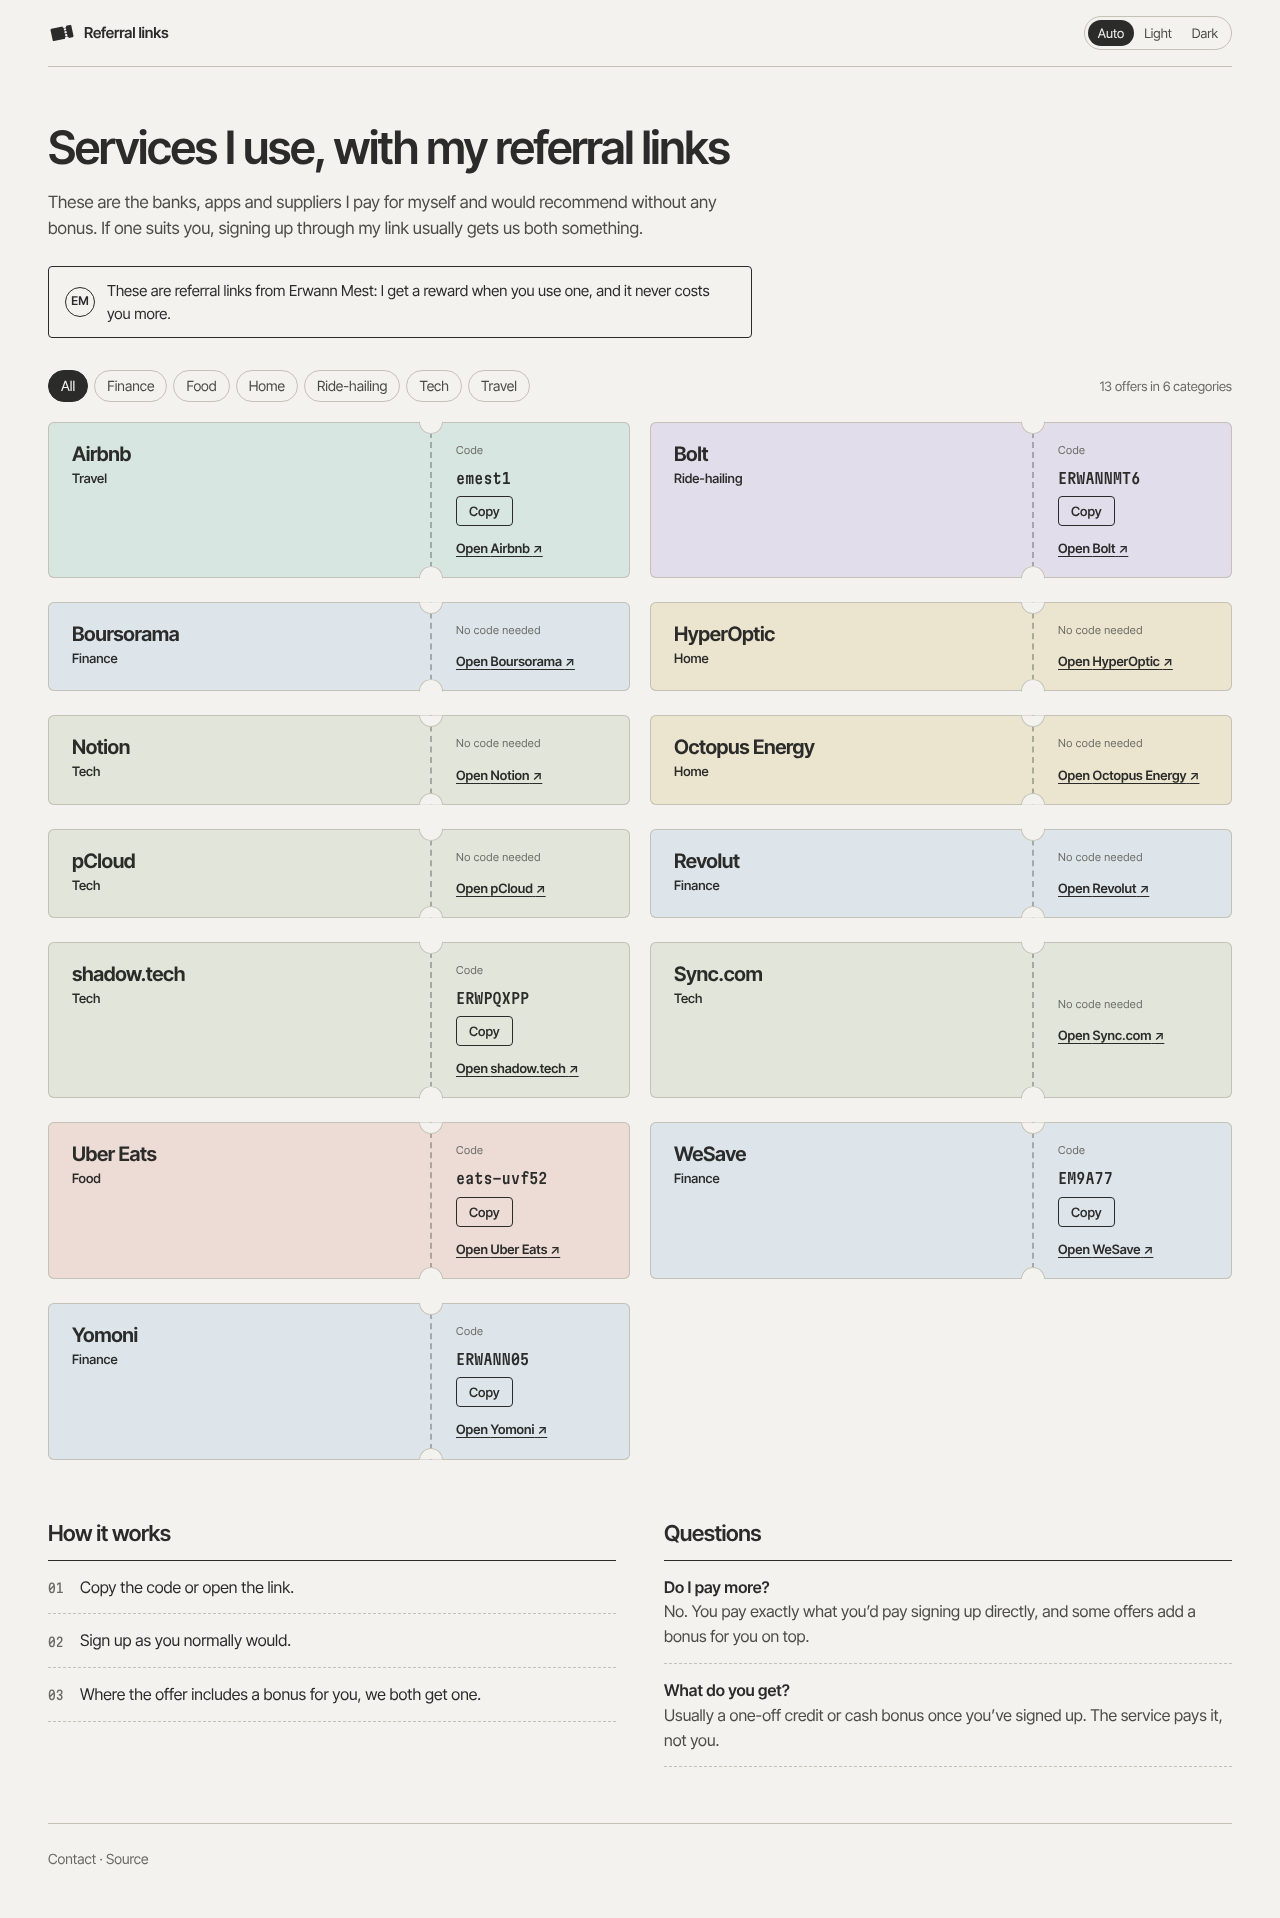 Referral links
Auto Light Dark
Services I use, with my referral links
These are the banks, apps and suppliers I pay for myself and would recommend without any
bonus. If one suits you, signing up through my link usually gets us both something.
EM
These are referral links from Erwann Mest: I get a reward when you use one, and it never costs
you more.
All Finance Food Home Ride-hailing Tech Travel
13 offers in 6 categories
Airbnb
Travel
Code
emest1
Copy
Open Airbnb ↗
Bolt
Ride-hailing
Code
ERWANNMT6
Copy
Open Bolt ↗
Boursorama
Finance
No code needed
Open Boursorama ↗
HyperOptic
Home
No code needed
Open HyperOptic ↗
Notion
Tech
No code needed
Open Notion ↗
Octopus Energy
Home
No code needed
Open Octopus Energy ↗
pCloud
Tech
No code needed
Open pCloud ↗
Revolut
Finance
No code needed
Open Revolut ↗
shadow.tech
Tech
Code
ERWPQXPP
Copy
Open shadow.tech ↗
Sync.com
Tech
No code needed
Open Sync.com ↗
Uber Eats
Food
Code
eats-uvf52
Copy
Open Uber Eats ↗
WeSave
Finance
Code
EM9A77
Copy
Open WeSave ↗
Yomoni
Finance
Code
ERWANN05
Copy
Open Yomoni ↗
How it works
01 Copy the code or open the link.
02 Sign up as you normally would.
03 Where the offer includes a bonus for you, we both get one.
Questions
Do I pay more?
No. You pay exactly what you’d pay signing up directly, and some offers add a
bonus for you on top.
What do you get?
Usually a one-off credit or cash bonus once you’ve signed up. The service pays it,
not you.
Contact · Source